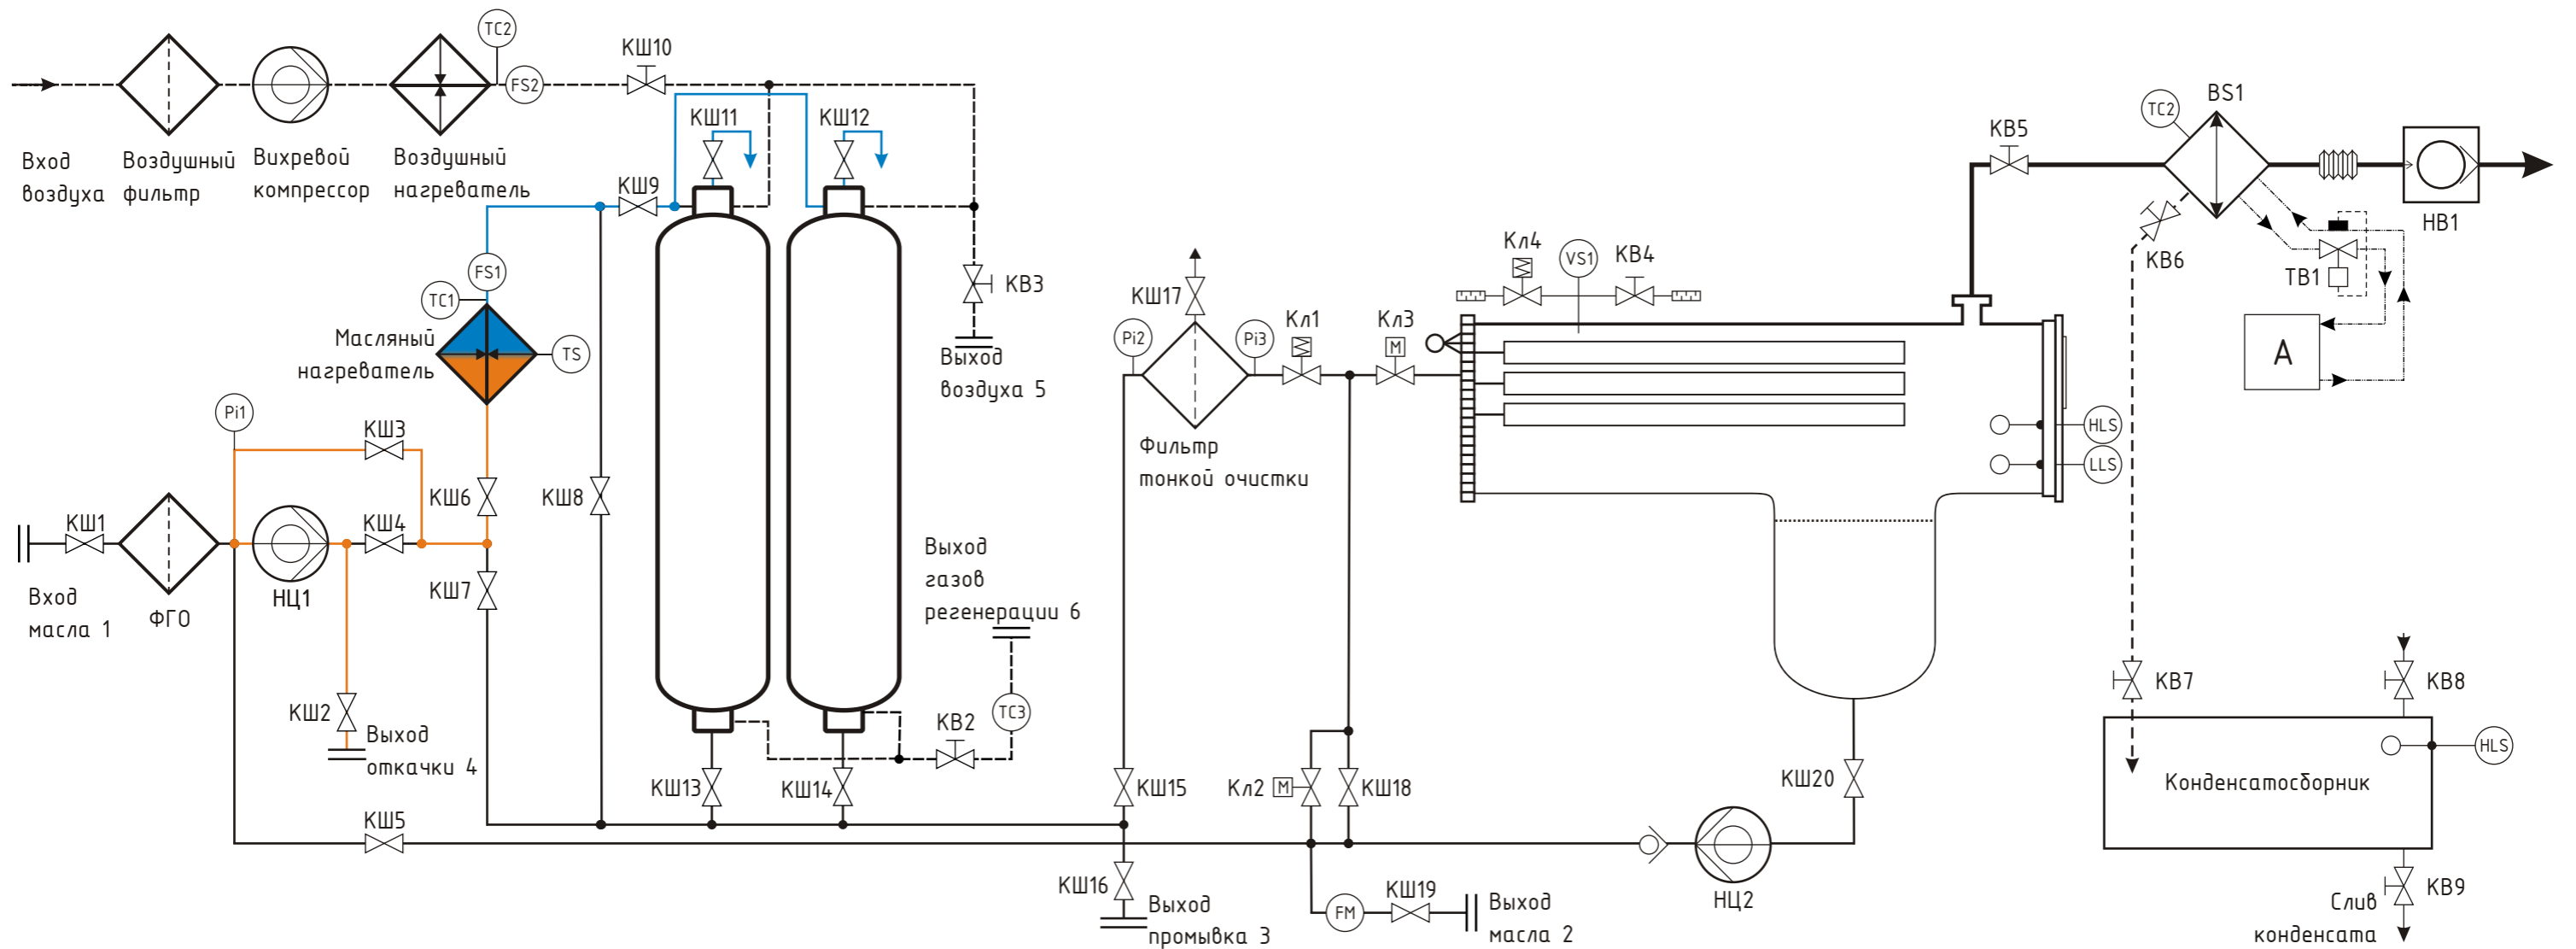 TC2
FS2
КШ10
Вход
воздуха
Воздушный
фильтр
Вихревой
компрессор
Воздушный
нагреватель
КШ11
КШ12
КШ9
FS1
TC1
Масляный
нагреватель
TS
КВ3
Выход
воздуха 5
Pi1
КШ3
КШ6
КШ8
КШ1
КШ4
Вход
масла 1
ФГО
НЦ1
КШ7
КШ2
Выход
откачки 4
КШ5
Выход
газов
регенерации 6
TC3
КВ2
КШ13
КШ14
КШ15
КШ16
Выход
промывка 3
КШ17
Pi2
Pi3
Фильтр
тонкой очистки
Кл1
Кл3
M
Кл4
VS1
КВ4
HLS
LLS
Кл2
M
КШ18
FM
КШ19
Выход
масла 2
НЦ2
КШ20
КВ5
TC2
BS1
НВ1
КВ6
ТВ1
А
КВ7
КВ8
HLS
Конденсатосборник
КВ9
Слив
конденсата